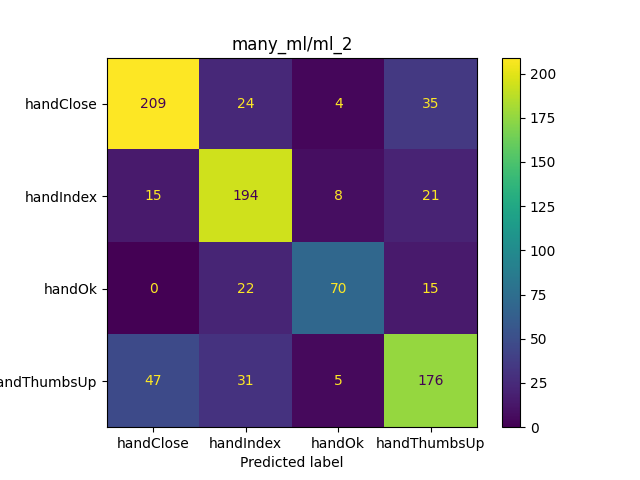 many_ml/ml_2
handClose 209 24 4 35
handIndex 15 194 8 21
handOk 0 22 70 15
andThumbsUp 47 31 5 176
handClose handIndex handOk handThumbsUp
Predicted label
200
175
150
125
100
75
50
25
0